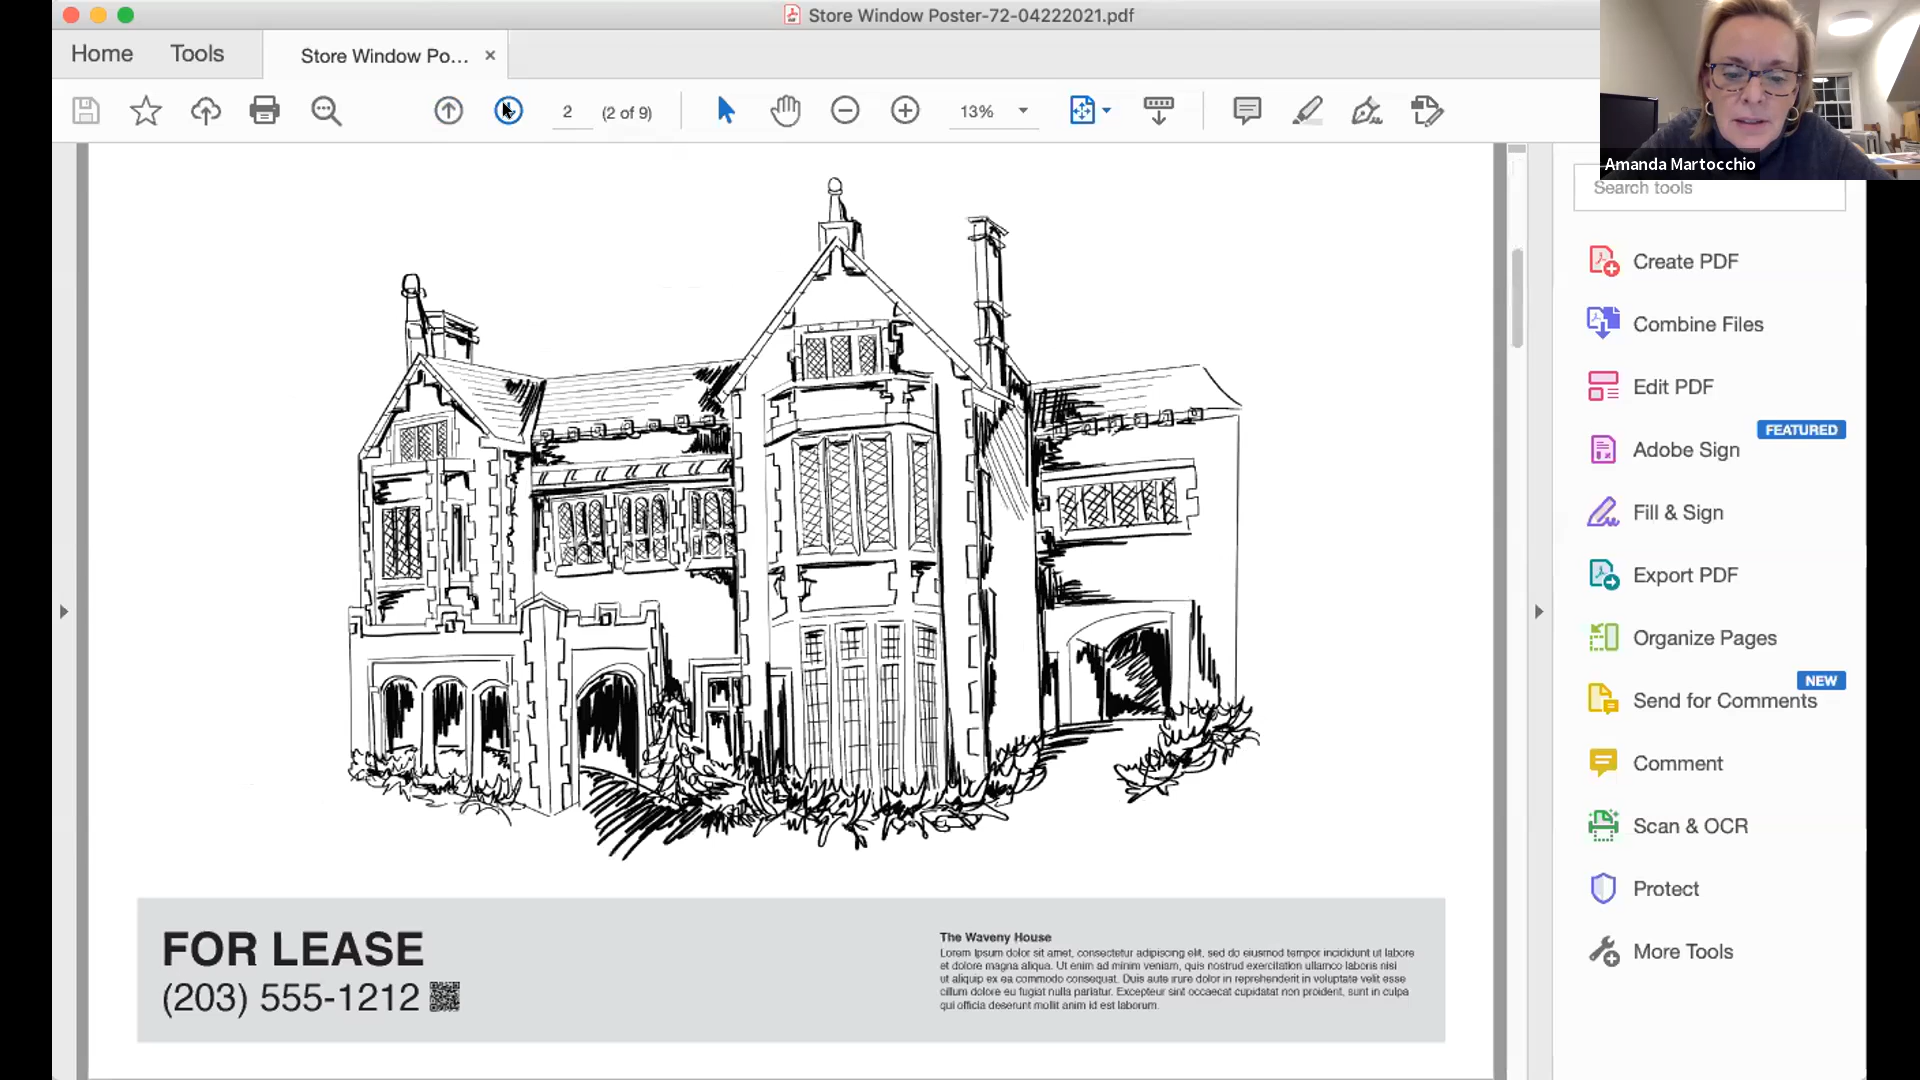 Store Window Poster-72-04222021.pdf
Home
Tools
Store Window Po...
2
(2 of 9)
13%
Amanda Martocchio
Search tools
Create PDF
Combine Files
Edit PDF
FEATURED
Adobe Sign
Fill & Sign
Export PDF
Organize Pages
NEW
Send for Comments
Comment
Scan & OCR
Protect
More Tools
FOR LEASE
(203) 555-1212
The Waveny House
Lorem ipsum dolor sit amet, consectetur adipiscing elit, sed do eiusmod tempor incididunt ut labore
et dolore magna aliqua. Ut enim ad minim veniam, quis nostrud exercitation ullamco laboris nisi
ut aliquip ex ea commodo consequat. Duis aute irure dolor in reprehenderit in voluptate velit esse
cillum dolore eu fugiat nulla pariatur. Excepteur sint occaecat cupidatat non proident, sunt in culpa
qui officia deserunt mollit anim id est laborum.